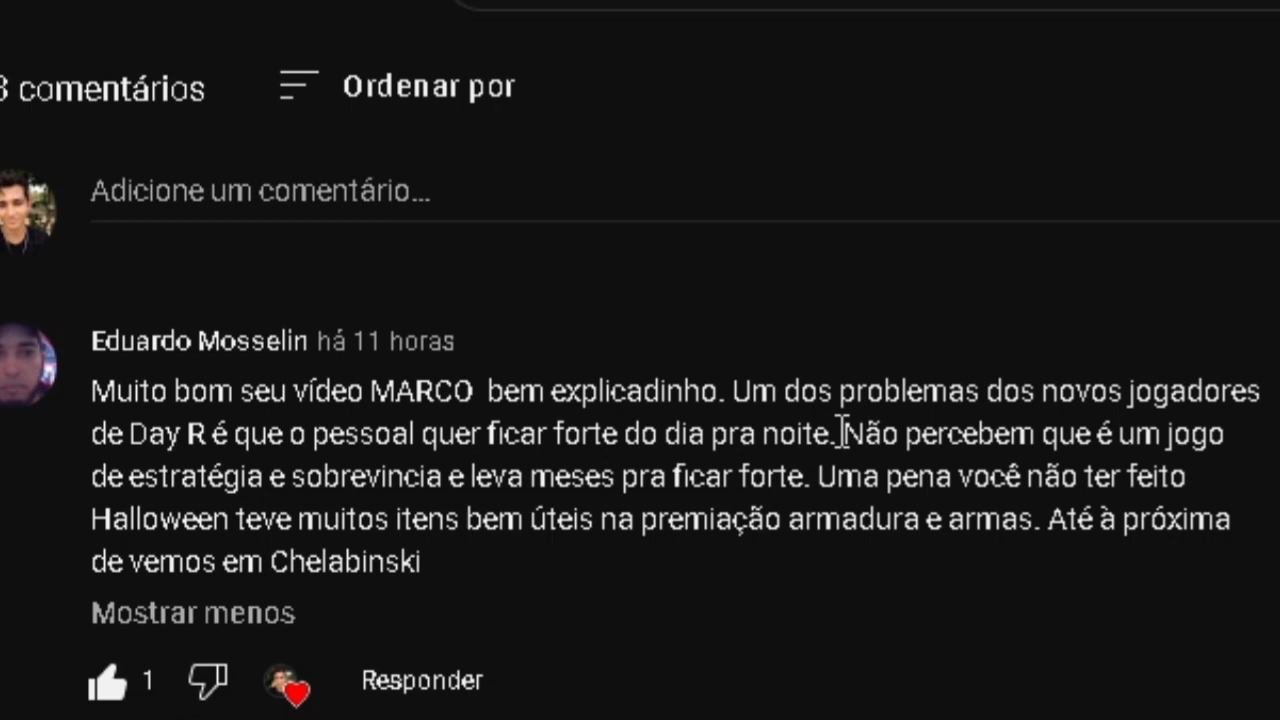 3 comentários
Ordenar por
Adicione um comentário...
Eduardo Mosselin há 11 horas
Muito bom seu vídeo MARCO bem explicadinho. Um dos problemas dos novos jogadores
de Day R é que o pessoal quer ficar forte do dia pra noite. Não percebem que é um jogo
de estratégia e sobrevincia e leva meses pra ficar forte. Uma pena você não ter feito
Halloween teve muitos itens bem úteis na premiação armadura e armas. Até à próxima
de vemos em Chelabinski
Mostrar menos
1
Responder